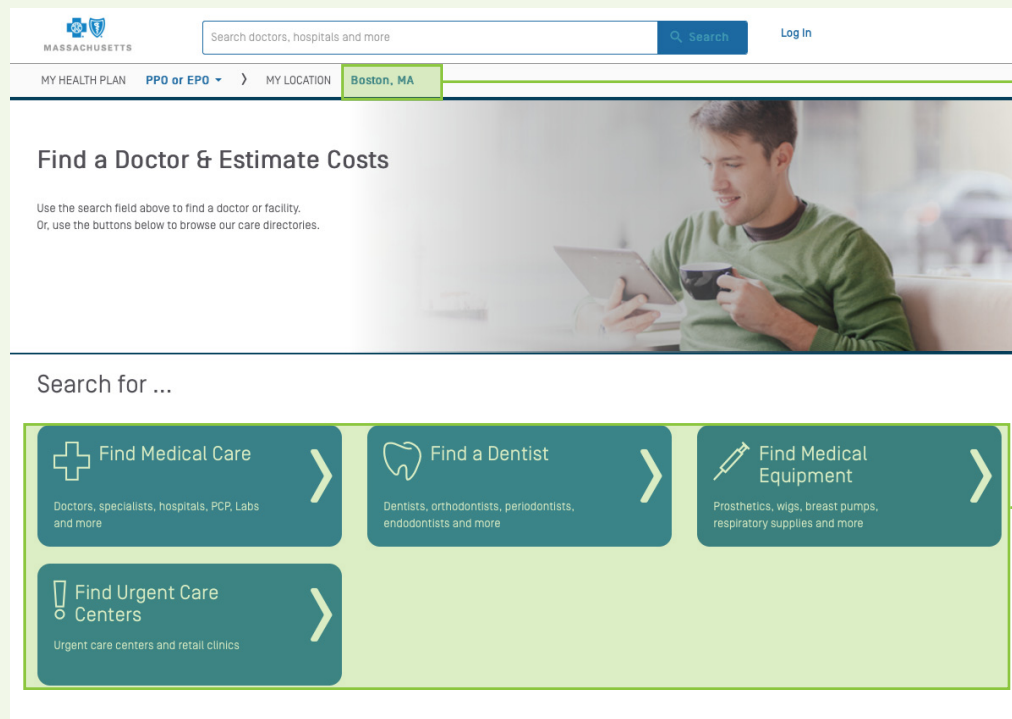 MASSACHUSETTS
Search doctors, hospitals and more
Search
Log In
MY HEALTH PLAN PPO or EPO MY LOCATION Boston, MA
Find a Doctor & Estimate Costs
Use the search field above to find a doctor or facility.
Or, use the buttons below to browse our care directories.
Search for ...
Find Medical Care
Doctors, specialists, hospitals, PCP, Labs
and more
Find a Dentist
Dentists, orthodontists, periodontists,
endodontists and more
Find Medical
Equipment
Prosthetics, wigs, breast pumps,
respiratory supplies and more
Find Urgent Care
Centers
Urgent care centers and retail clinics